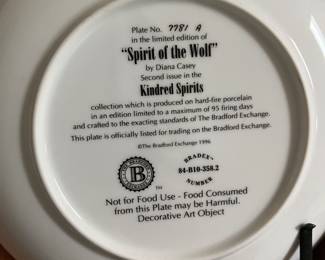 Plate No. 7781 A
in the limited edition of
"Spirit of the Wolf"
by Diana Casey
Second issue in the
Kindred Spirits
collection which is produced on hard-fire porcelain
in an edition limited to a maximum of 95 firing days
and crafted to the exacting standards of The Bradford Exchange.
This plate is officially listed for trading on the Bradford Exchange.
©The Bradford Exchange 1996
B
TM
BRADEX
84-B10-358.2
NUMBER
Not for Food Use - Food Consumed
from this Plate may be Harmful.
Decorative Art Object